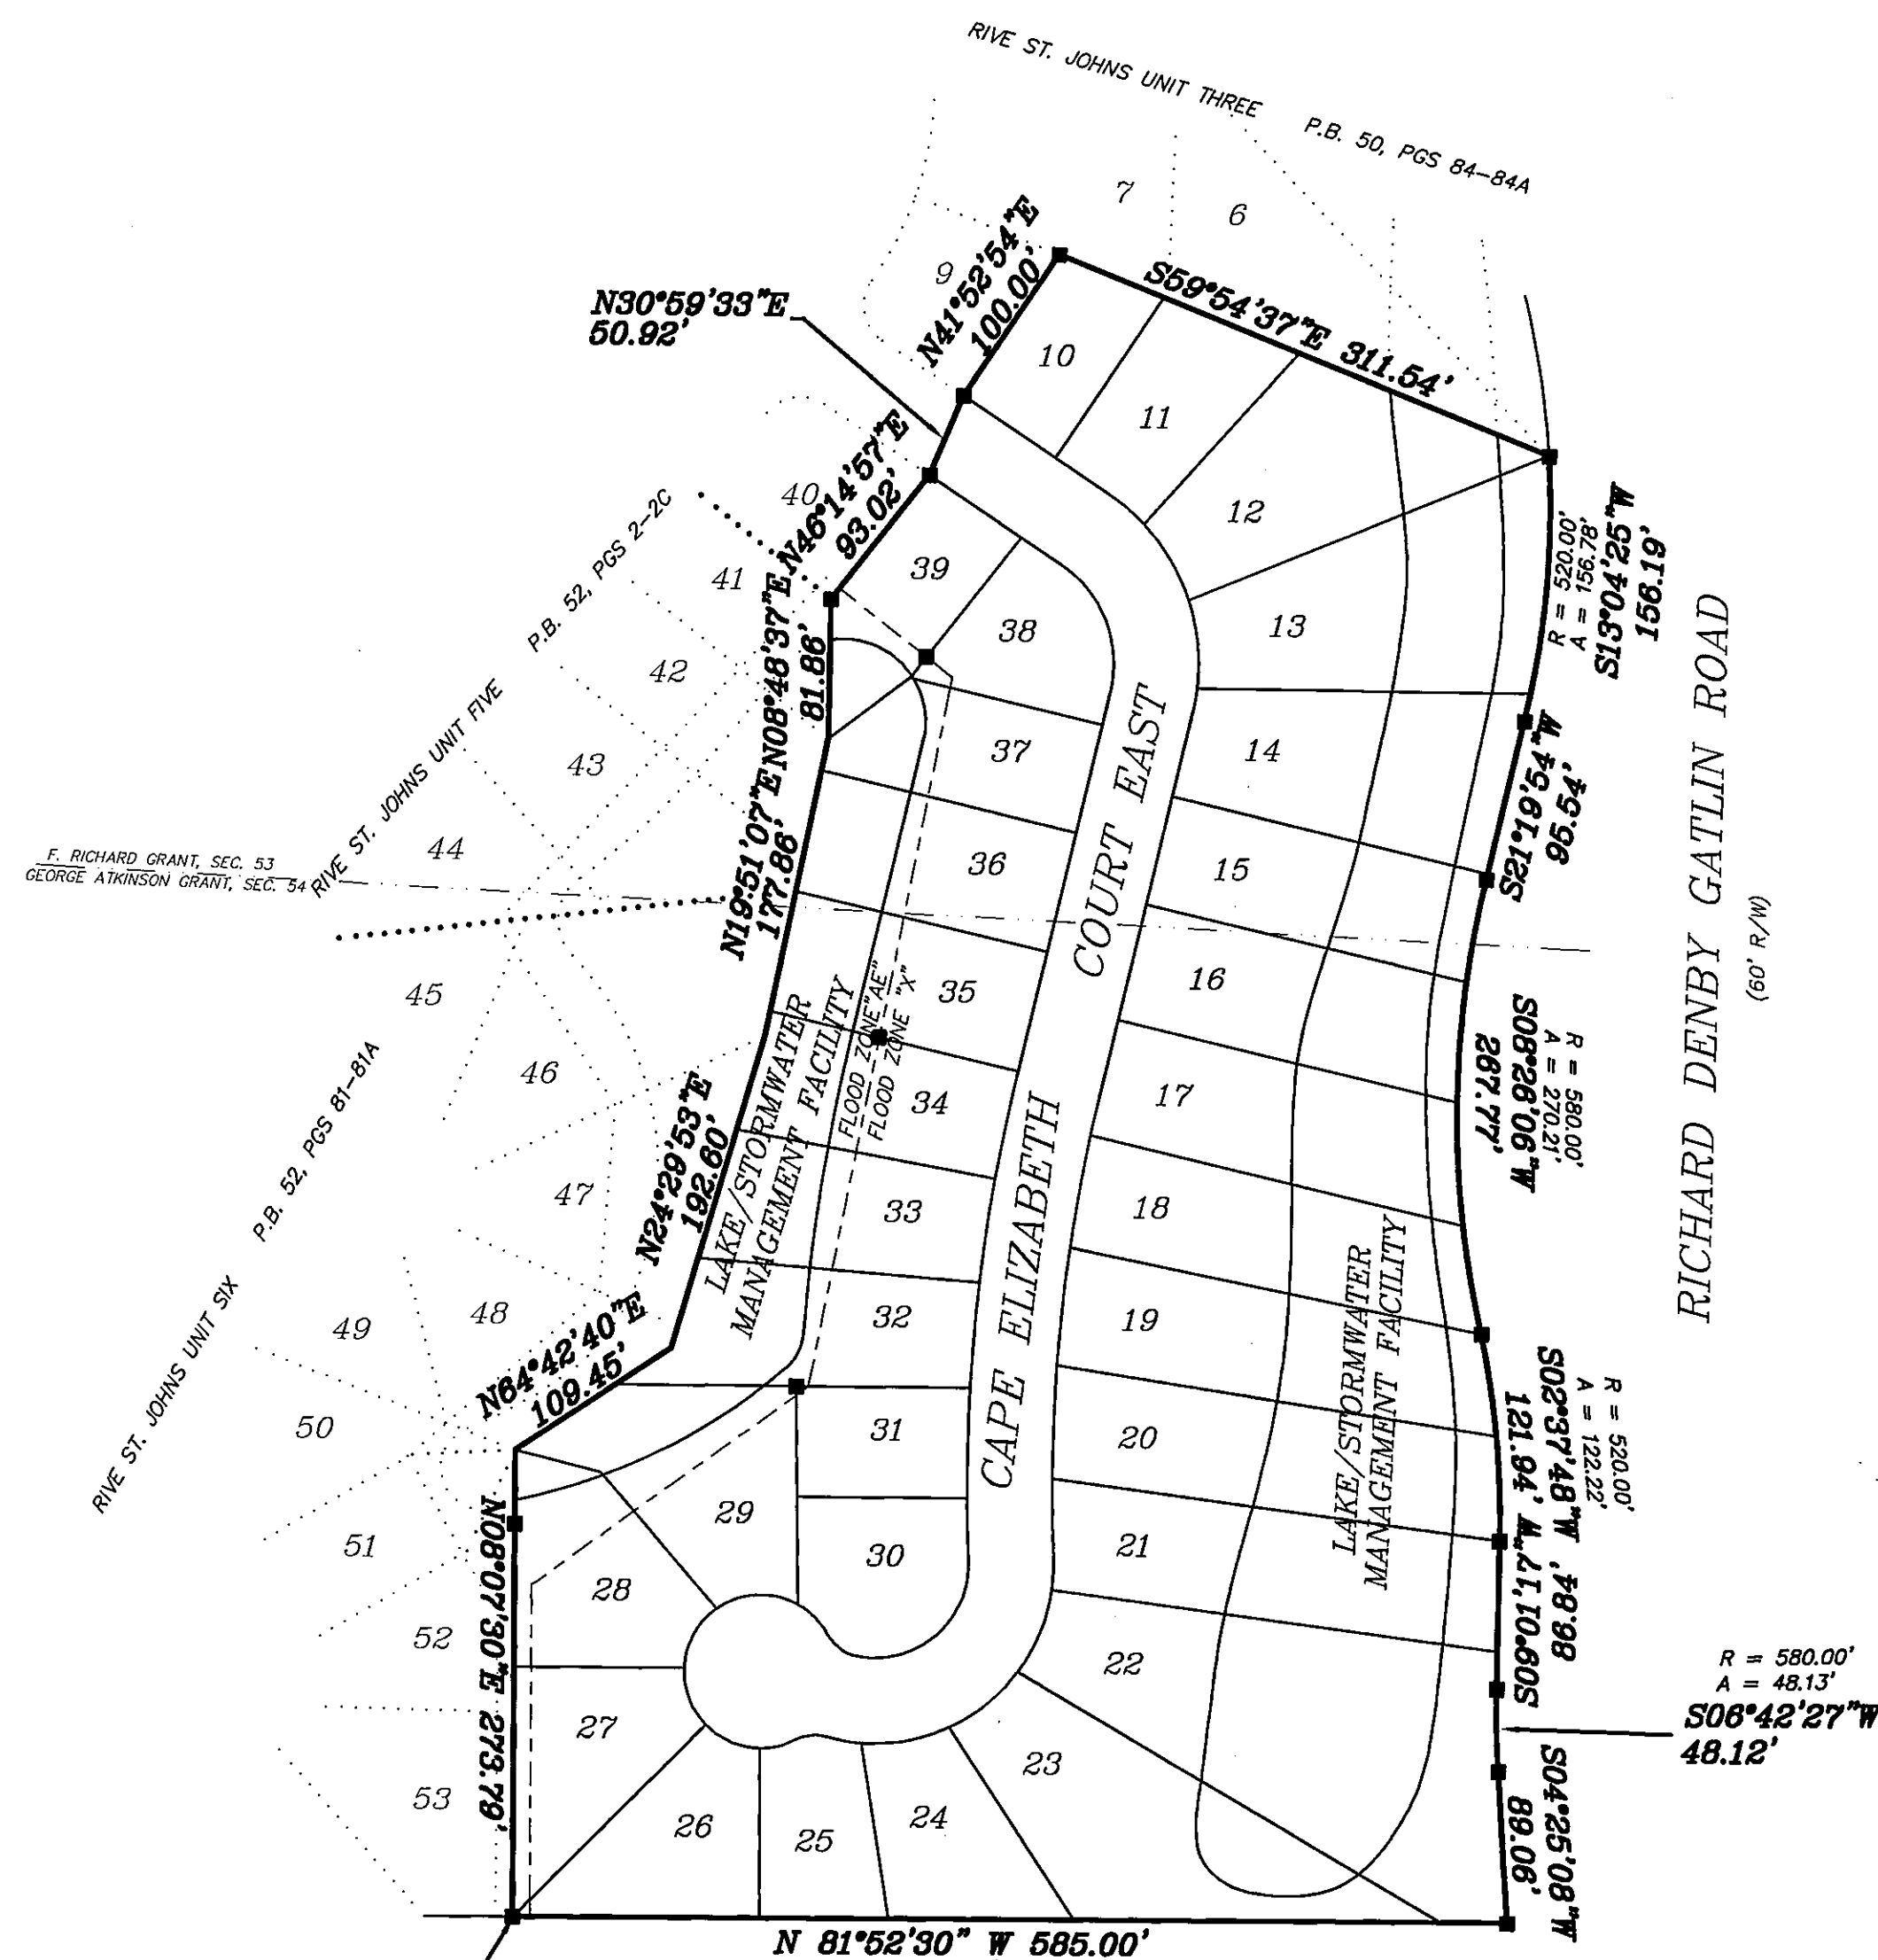 RIVE ST. JOHNS UNIT THREE P.B. 50, PGS 84-84A
7
6
9
N41°52'54"E
100.00'
S59°54'37"E 311.54'
N30°59'33"E
50.92'
10
11
12
13
N46°14'57"E
93.02'
40
39
38
41
P.B. 52, PGS 2-2C
RIVE ST. JOHNS UNIT FIVE
42
43
44
N08°48'37"E
81.86'
R = 520.00'
A = 156.78'
S13°04'25"W
156.19'
37
14
36
15
S21°19'54"W
95.54'
F. RICHARD GRANT, SEC. 53
GEORGE ATKINSON GRANT, SEC. 54
N19°51'07"E
177.86'
COURT EAST
RICHARD DENBY GATLIN ROAD
(60' R/W)
45
35
16
46
34
17
47
33
18
48
32
19
LAKE/STORMWATER
MANAGEMENT FACILITY
FLOOD ZONE "AE"
FLOOD ZONE "X"
R = 580.00'
A = 270.21'
S08°26'06"W
267.77'
N24°29'53"E
192.60'
CAPE ELIZABETH
P.B. 52, PGS 81-81A
RIVE ST. JOHNS UNIT SIX
49
50
N64°42'40"E
109.45'
31
20
LAKE/STORMWATER
MANAGEMENT FACILITY
R = 520.00'
A = 122.22'
S02°37'48"W
121.94'
51
29
30
21
28
52
22
N08°07'30"E 273.79'
S09°01'17"W
86.84'
R = 580.00'
A = 48.13'
S06°42'27"W
48.12'
27
53
26
25
24
23
S04°25'08"W
89.06'
N 81°52'30" W 585.00'